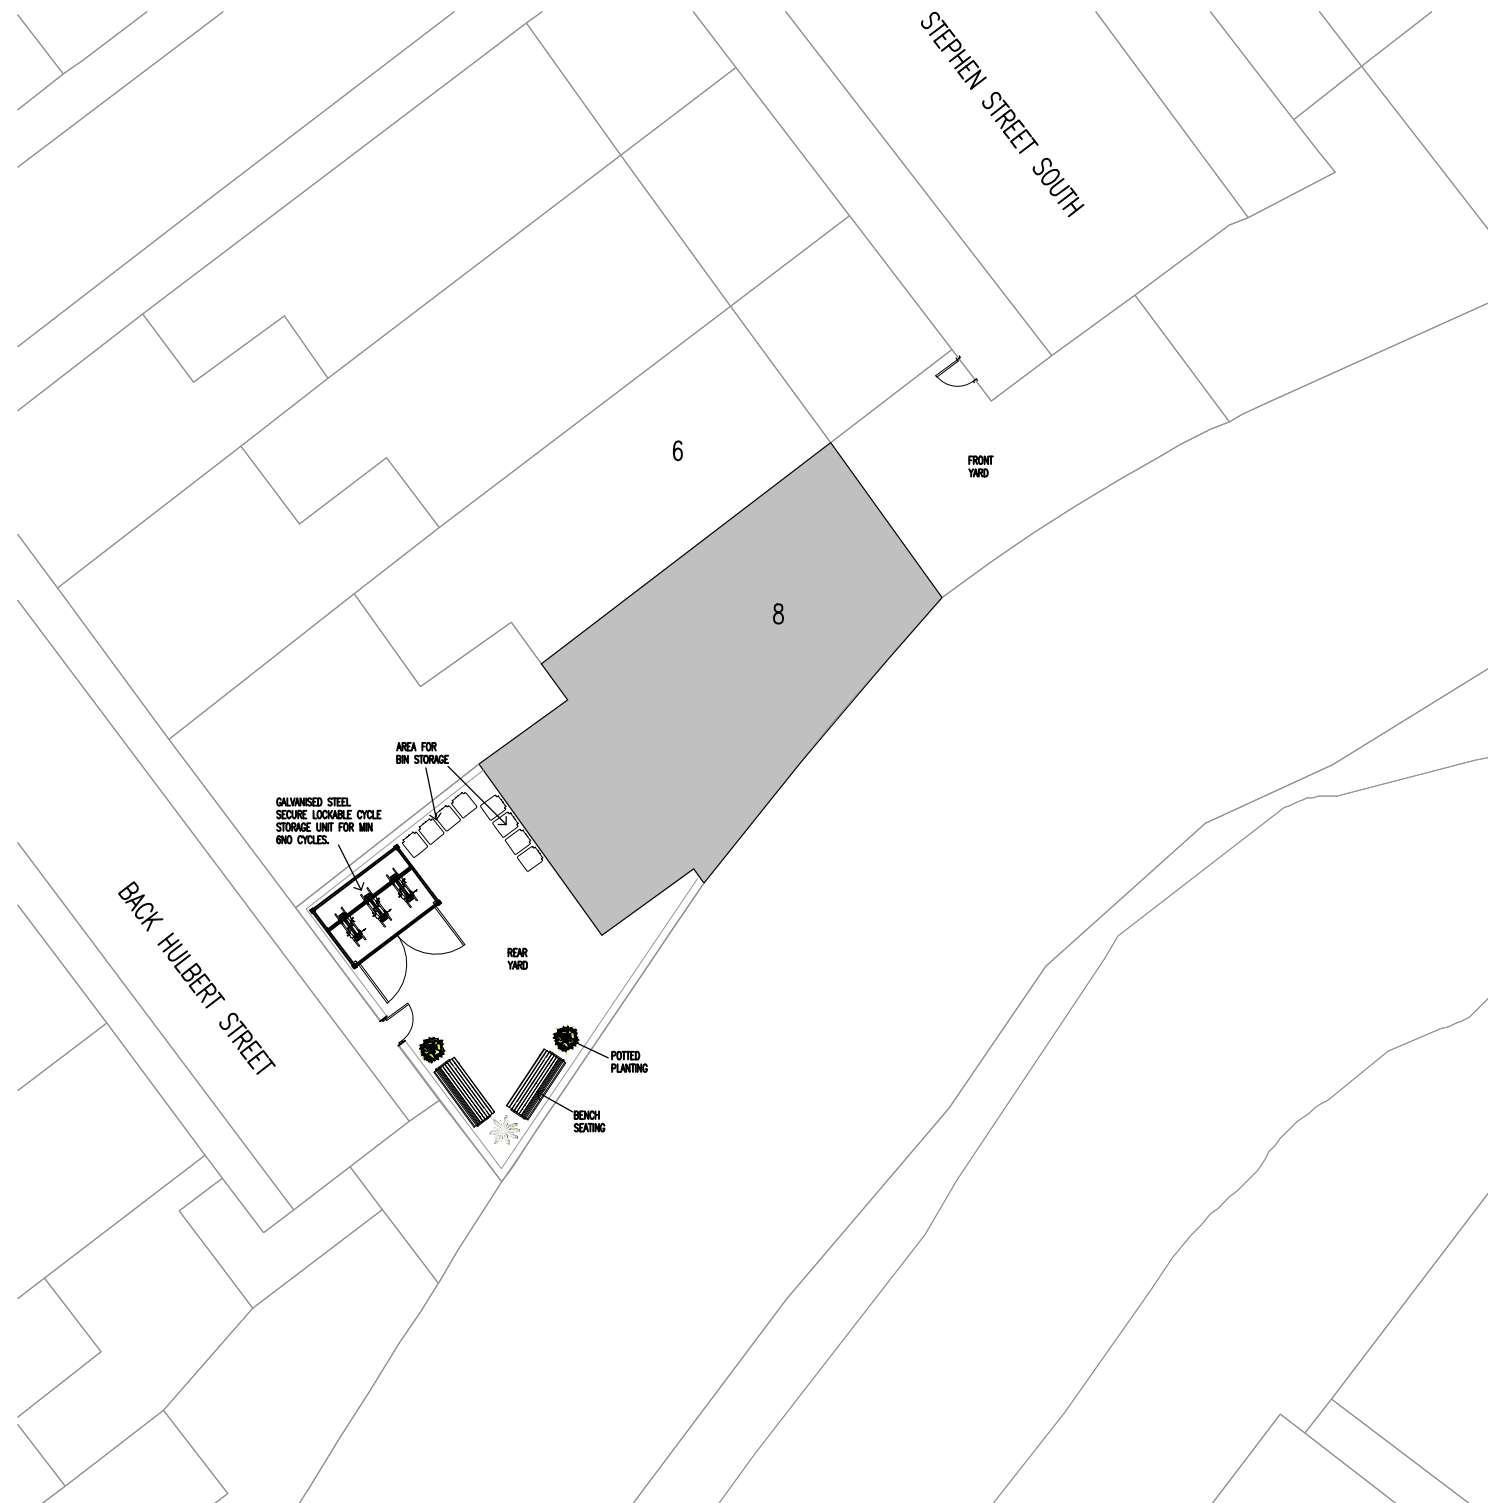 STEPHEN STREET SOUTH
6
FRONT
YARD
8
AREA FOR
BIN STORAGE
GALVANISED STEEL
SECURE LOCKABLE CYCLE
STORAGE UNIT FOR MIN
6NO CYCLES.
BACK HULBERT STREET
REAR
YARD
POTTED
PLANTING
BENCH
SEATING